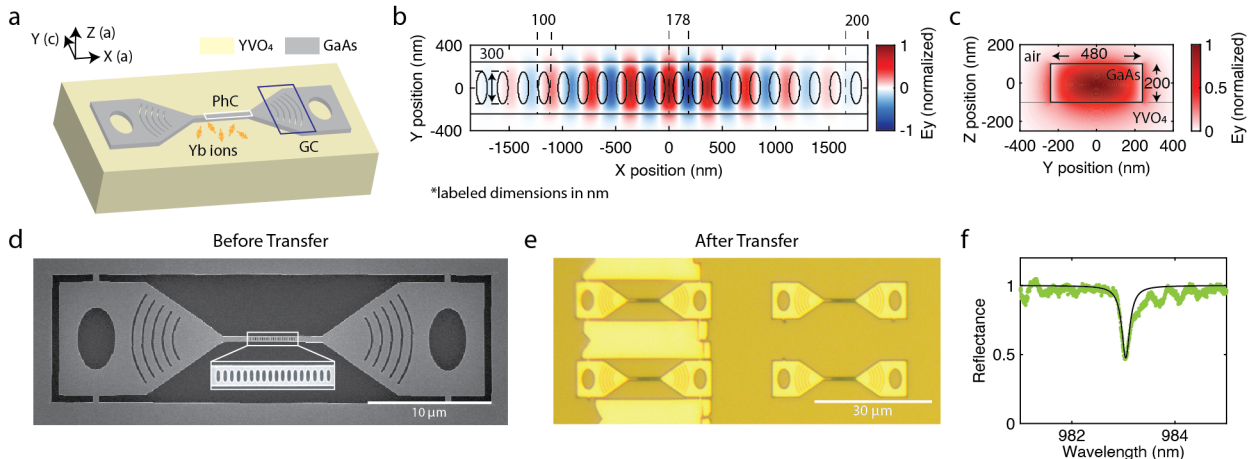 a
Z (a)
Y (c)
X (a)
YVO₄
GaAs
PhC
Yb ions
GC
b
100
178
200
300
Y position (nm)
400
0
-400
-1500
-1000
-500
0
500
1000
1500
X position (nm)
*labeled dimensions in nm
1
0
-1
Ey (normalized)
c
200
0
-200
Z position (nm)
air
480
GaAs
200
YVO₄
-400
-200
0
200
400
Y position (nm)
1
0.5
0
Ey (normalized)
d
Before Transfer
10 μm
e
After Transfer
30 μm
f
1
0.5
0
Reflectance
982
984
Wavelength (nm)